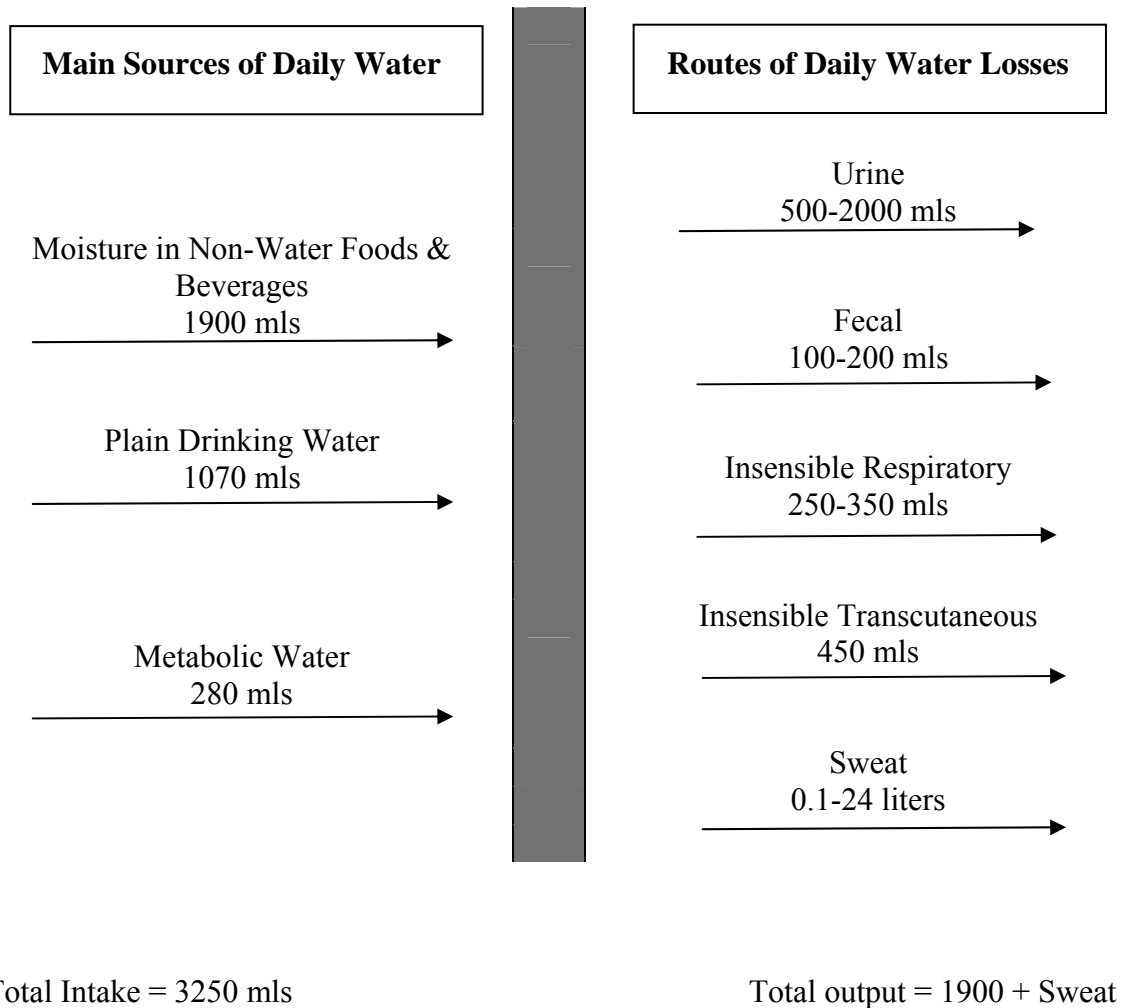 Main Sources of Daily Water
Moisture in Non-Water Foods &
Beverages
1900 mls
Plain Drinking Water
1070 mls
Metabolic Water
280 mls
Total Intake = 3250 mls
Routes of Daily Water Losses
Urine
500-2000 mls
Fecal
100-200 mls
Insensible Respiratory
250-350 mls
Insensible Transcutaneous
450 mls
Sweat
0.1-24 liters
Total output = 1900 + Sweat